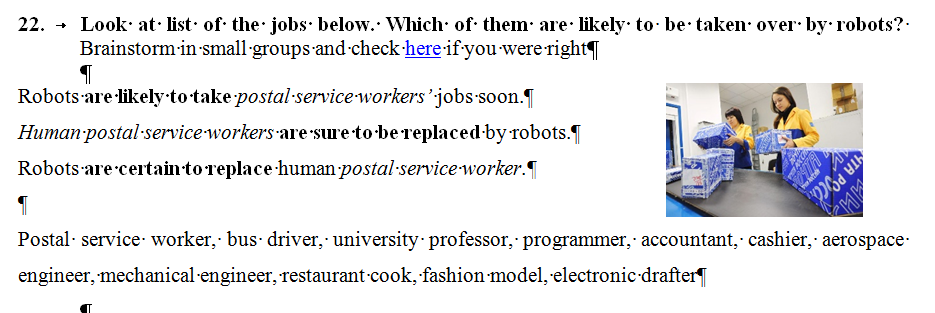 22. → Look at list of the jobs below. Which of them are likely to be taken over by robots?
Brainstorm in small groups and check here if you were right¶
¶
Robots are likely to take postal service workers’ jobs soon.¶
Human postal service workers are sure to be replaced by robots.¶
Robots are certain to replace human postal service worker.¶
¶
Postal service worker, bus driver, university professor, programmer, accountant, cashier, aerospace
engineer, mechanical engineer, restaurant cook, fashion model, electronic drafter¶
¶